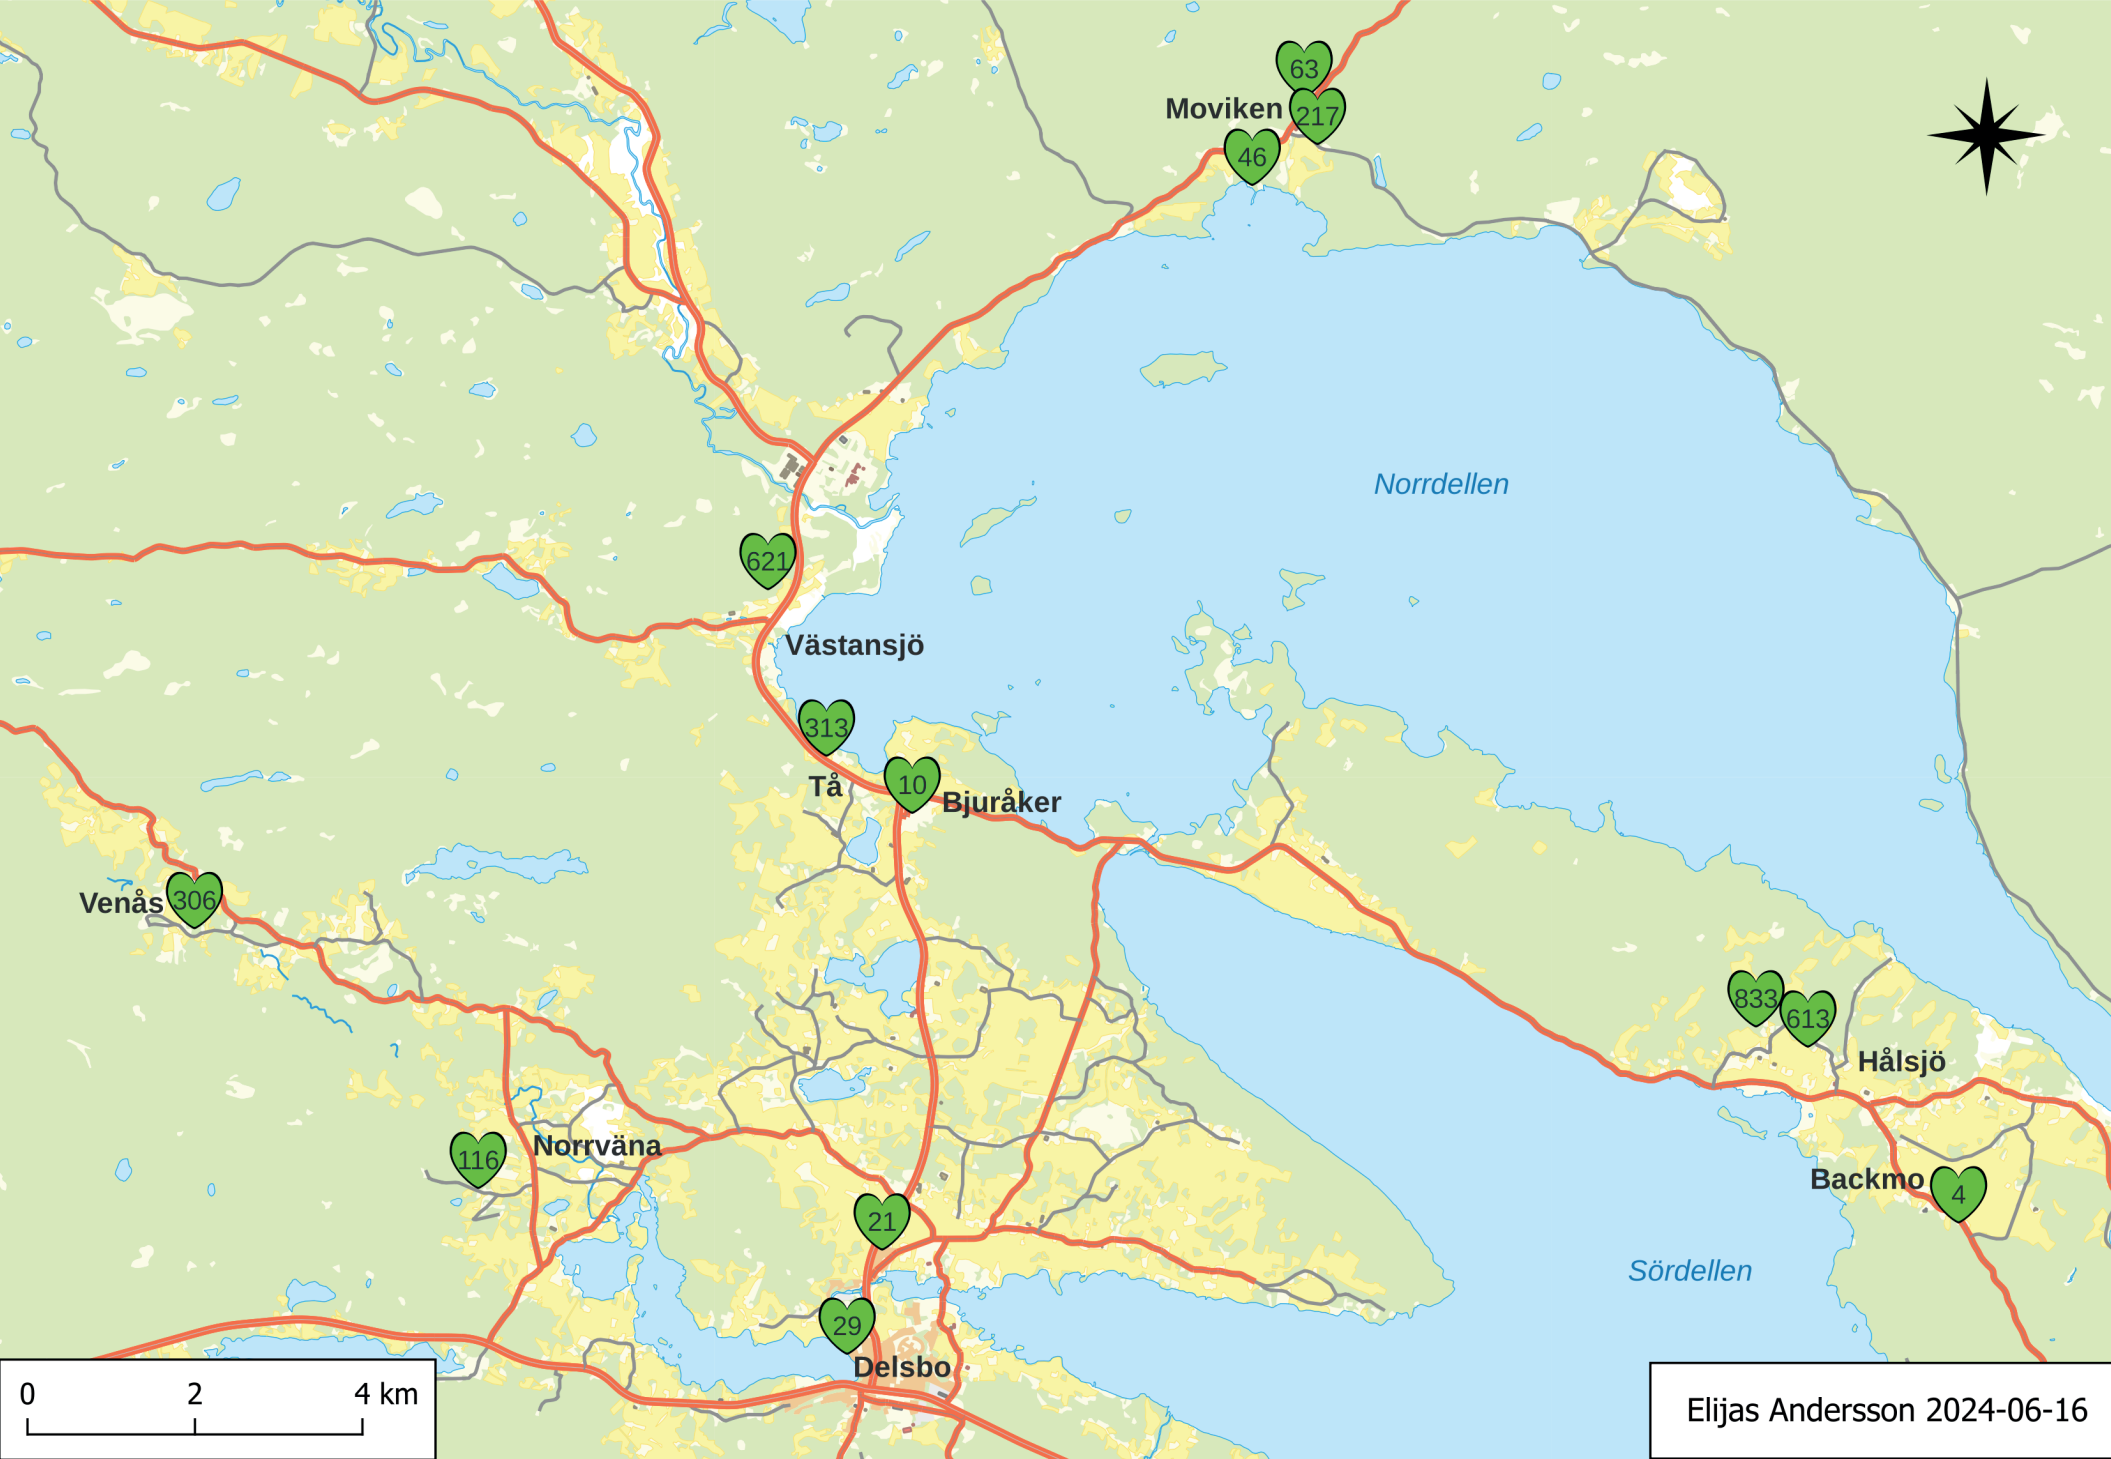 63
Moviken
217
46
Norrdellen
621
Västansjö
313
Tå
10
Bjuråker
Venås
306
833
613
Hålsjö
Norrväna
116
Backmo
4
21
Sördellen
29
Delsbo
0 2 4 km
Elijas Andersson 2024-06-16